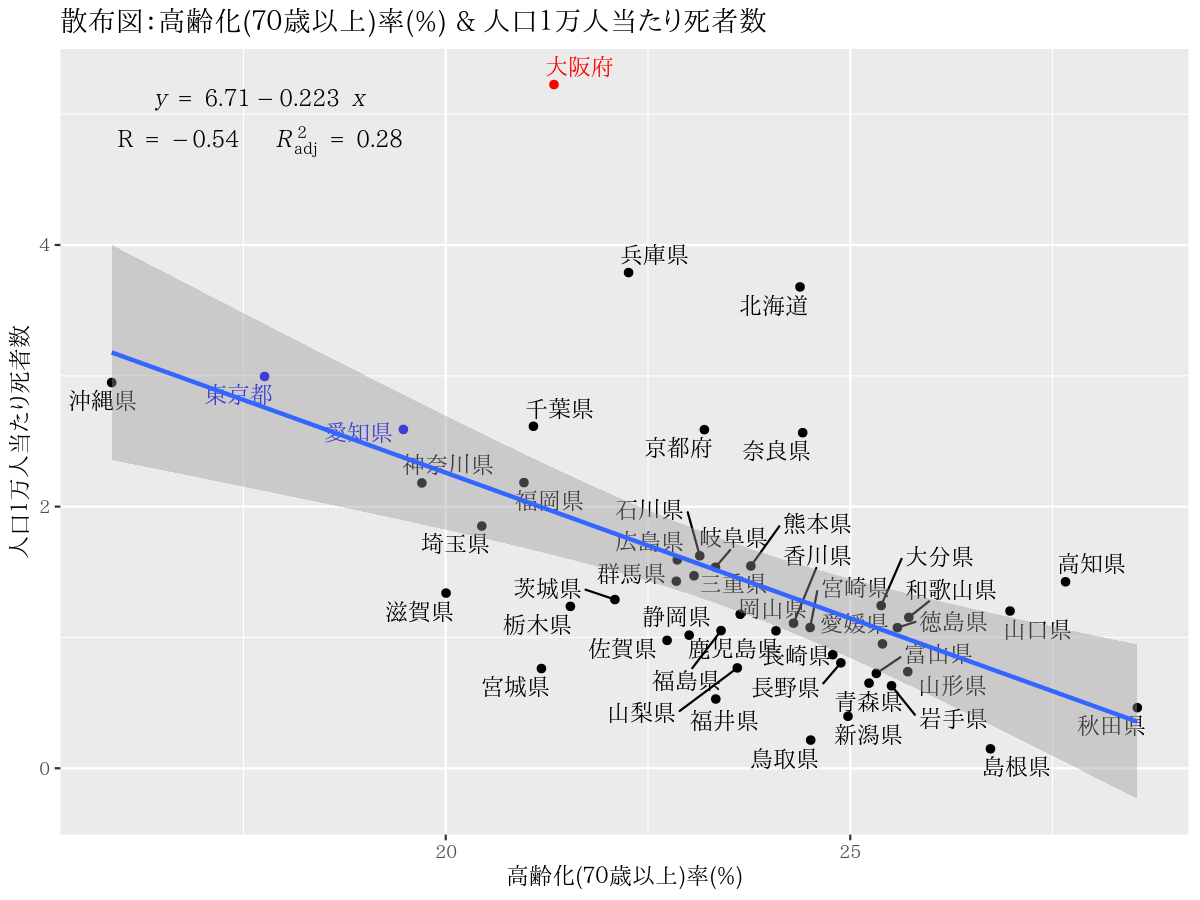 散布図:高齢化(70歳以上)率(%) & 人口1万人当たり死者数
大阪府
y = 6.71 − 0.223 x
R = −0.54 R²adj = 0.28
4
兵庫県
北海道
人口1万人当たり死者数
東京都
沖縄県
千葉県
愛知県
京都府
奈良県
神奈川県
福岡県
2
石川県
熊本県
埼玉県
広島県
岐阜県
香川県
大分県
高知県
群馬県
三重県
茨城県
宮崎県
和歌山県
滋賀県
岡山県
静岡県
栃木県
愛媛県
徳島県
山口県
佐賀県
鹿児島県
長崎県
富山県
宮城県
福島県
長野県
山形県
青森県
山梨県
福井県
岩手県
秋田県
新潟県
鳥取県
島根県
0
20
25
高齢化(70歳以上)率(%)